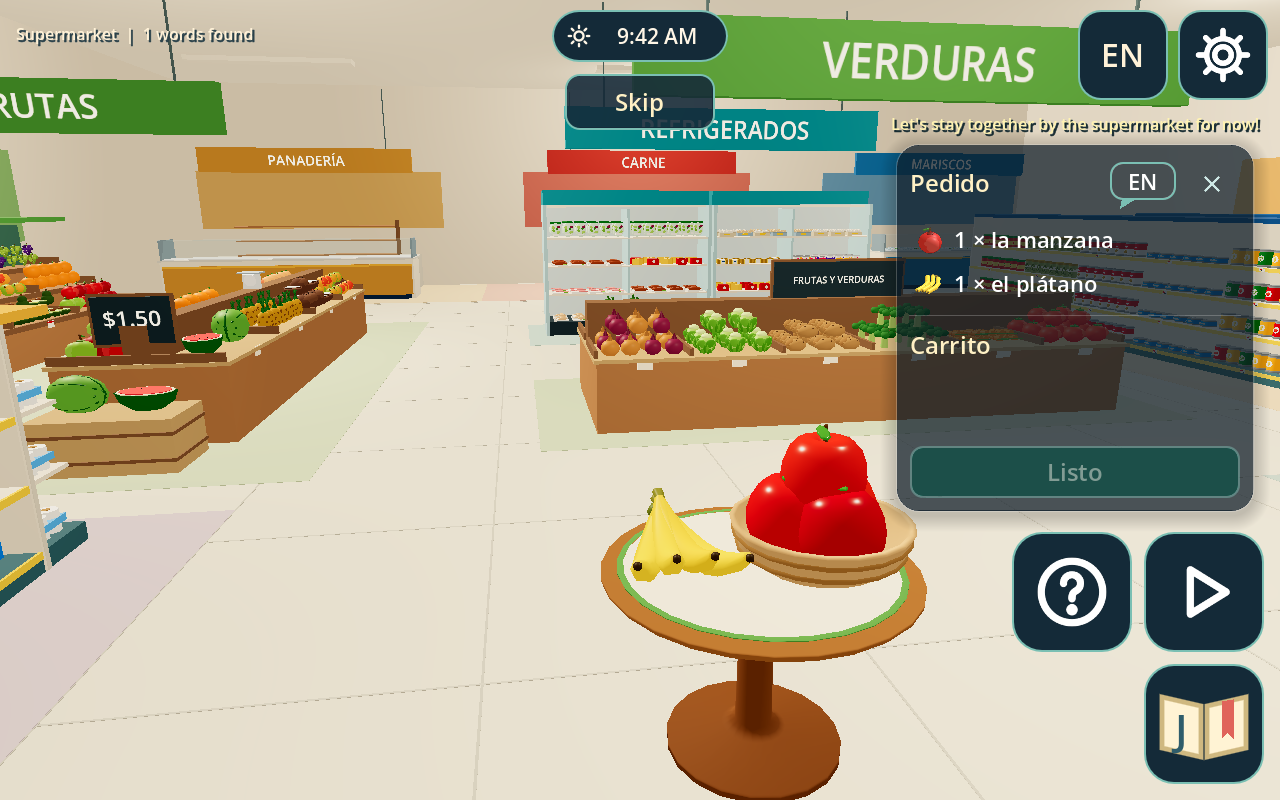 Supermarket | 1 words found
9:42 AM
VERDURAS
EN
Skip
RUTAS
REFRIGERADOS
Let's stay together by the supermarket for now!
PANADERÍA
CARNE
MARISCOS
Pedido
EN
1 × la manzana
1 × el plátano
FRUTAS Y VERDURAS
$1.50
Carrito
Listo
J